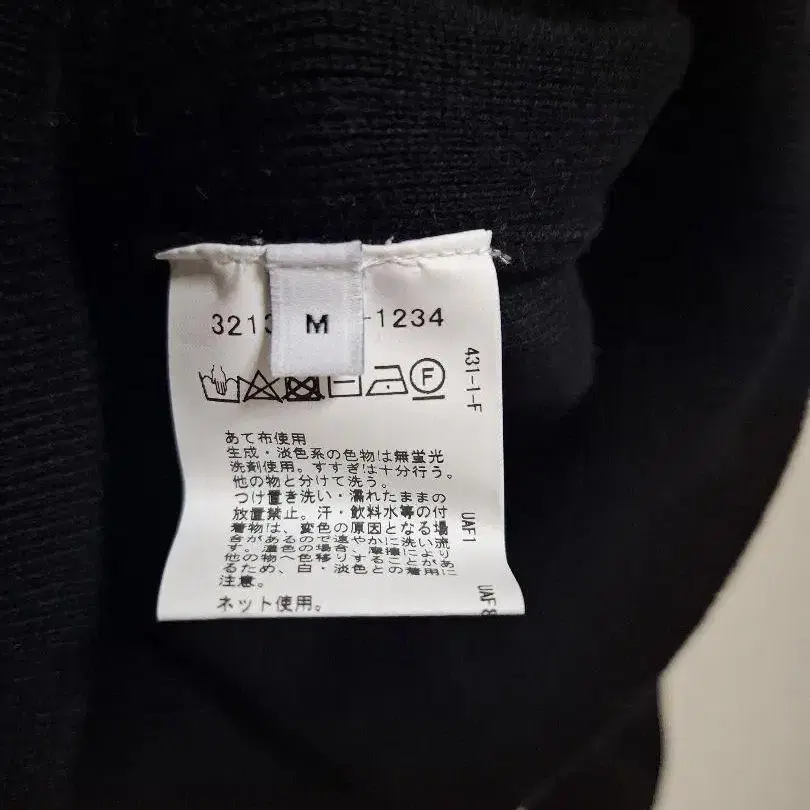 3213
M
-1234
F
431-1-F
あて布使用
生成・淡色系の色物は無蛍光
洗剤使用。すすぎは十分行う。
他の物と分けて洗う。
つけ置き洗い・濡れたままの
放置禁止。汗・飲料水等の付
着物は、変色の原因となる場
合があるので速やかに洗い流
す。濃色の場合、摩擦により
他の物へ色移りすることがあ
るため、白・淡色との着用に
注意。
ネット使用。
UAF1
UAF8